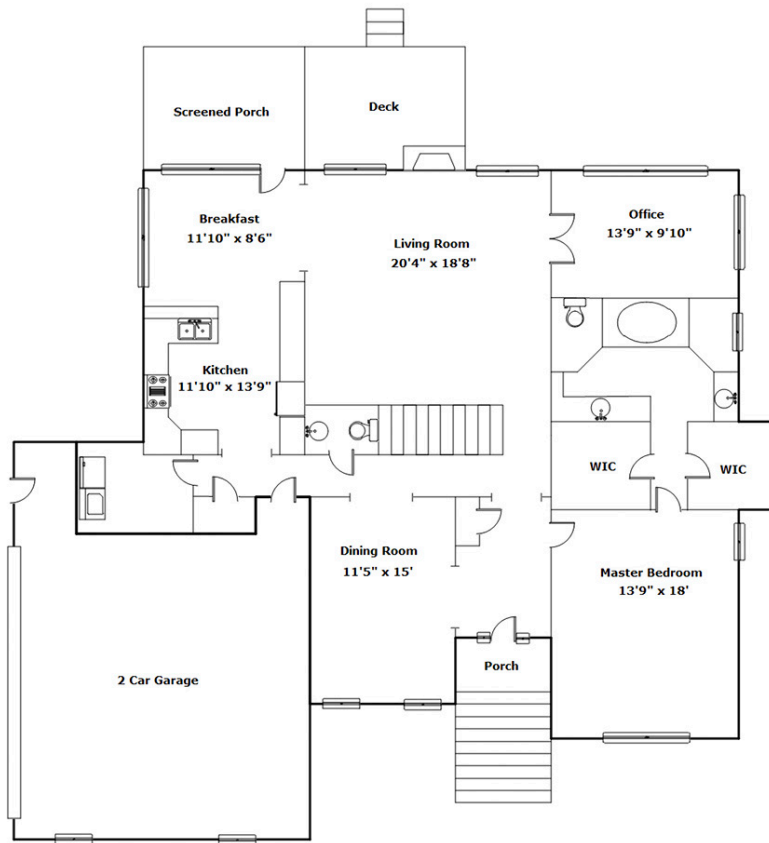 Screened Porch
Deck
Breakfast
11'10" x 8'6"
Living Room
20'4" x 18'8"
Office
13'9" x 9'10"
Kitchen
11'10" x 13'9"
WIC
WIC
Dining Room
11'5" x 15'
Master Bedroom
13'9" x 18'
Porch
2 Car Garage